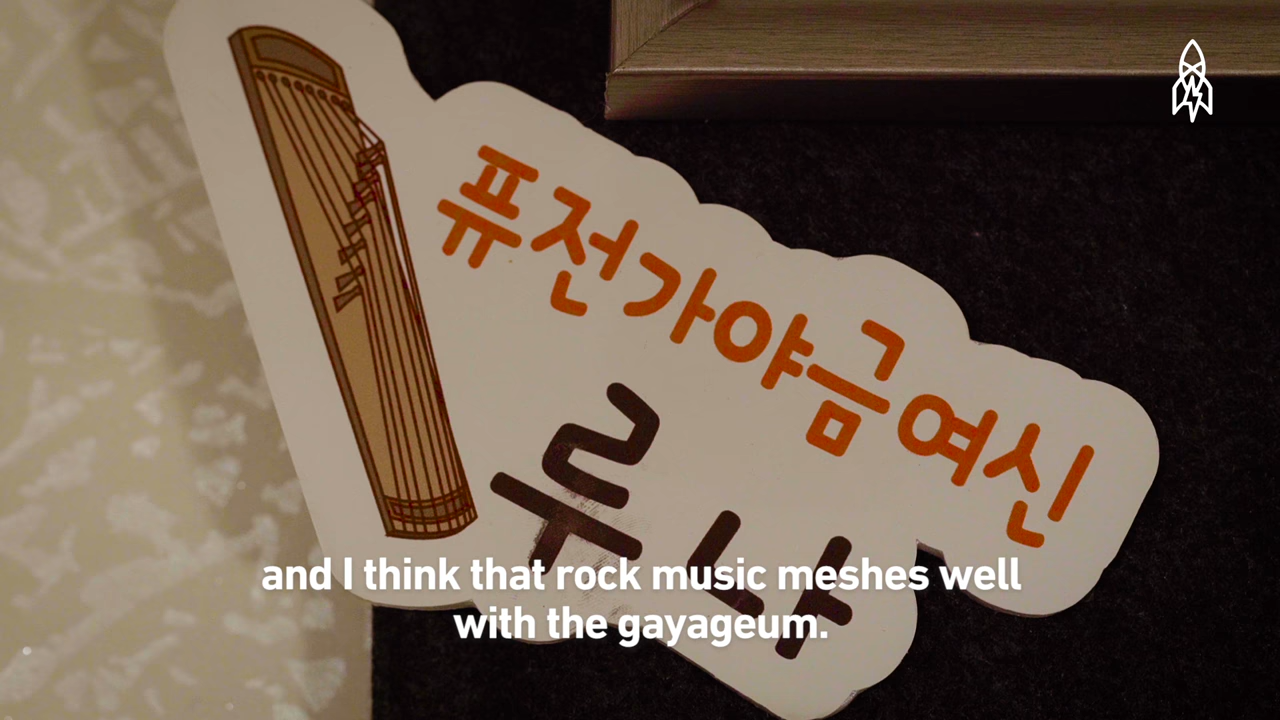 퓨전가야금여신
루나
and I think that rock music meshes well
with the gayageum.